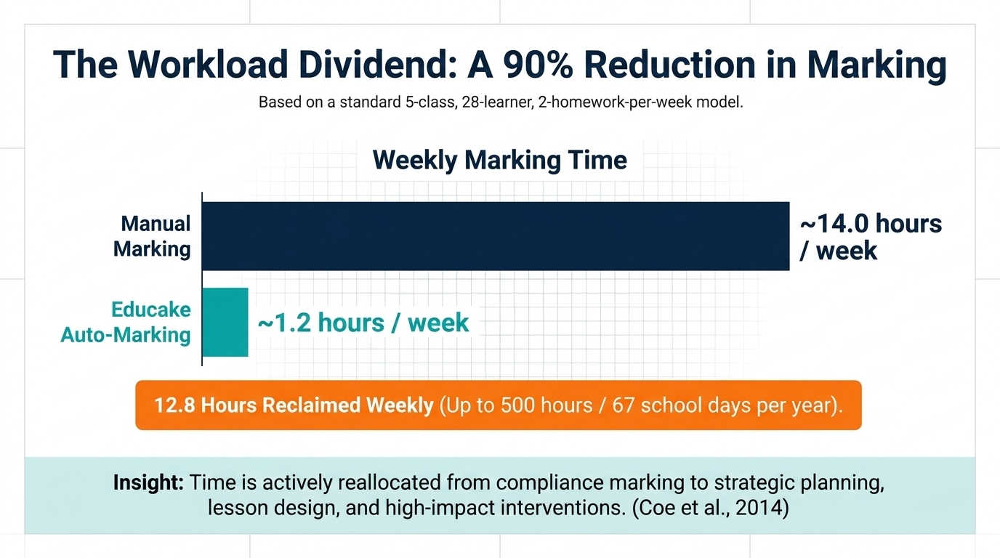 The Workload Dividend: A 90% Reduction in Marking
Based on a standard 5-class, 28-learner, 2-homework-per-week model.
Weekly Marking Time
Manual
Marking
~14.0 hours
/ week
Educake
Auto-Marking
~1.2 hours / week
12.8 Hours Reclaimed Weekly (Up to 500 hours / 67 school days per year).
Insight: Time is actively reallocated from compliance marking to strategic planning,
lesson design, and high-impact interventions. (Coe et al., 2014)